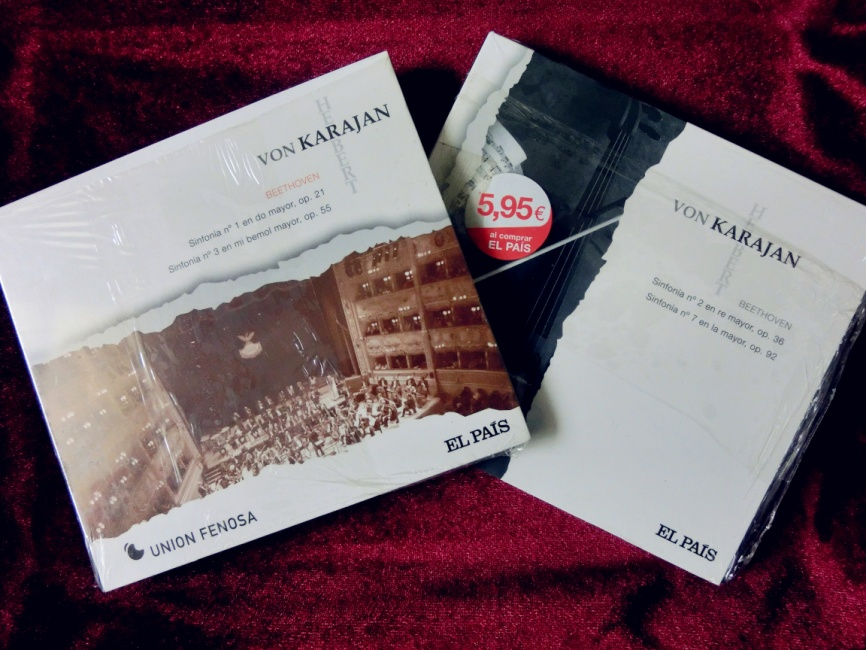 HERBERT
VON KARAJAN
BEETHOVEN
Sinfonía nº 1 en do mayor, op. 21
Sinfonía nº 3 en mi bemol mayor, op. 55
EL PAÍS
UNION FENOSA
5,95€
al comprar
EL PAÍS
HERBERT
VON KARAJAN
BEETHOVEN
Sinfonía nº 2 en re mayor, op. 36
Sinfonía nº 7 en la mayor, op. 92
EL PAÍS